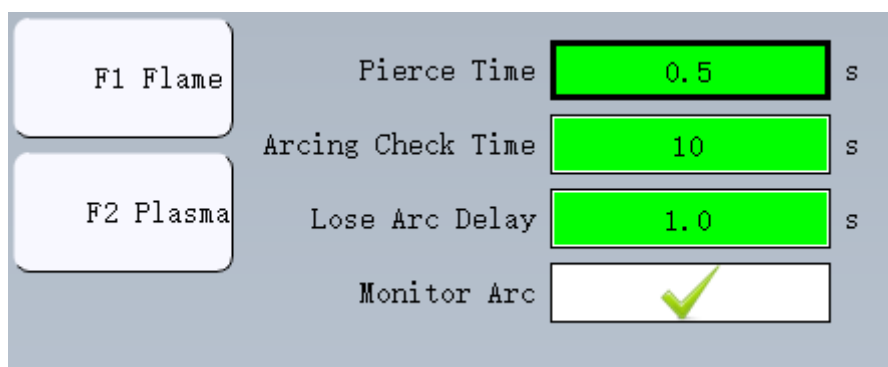 F1 Flame
F2 Plasma
Pierce Time 0.5 s
Arcing Check Time 10 s
Lose Arc Delay 1.0 s
Monitor Arc